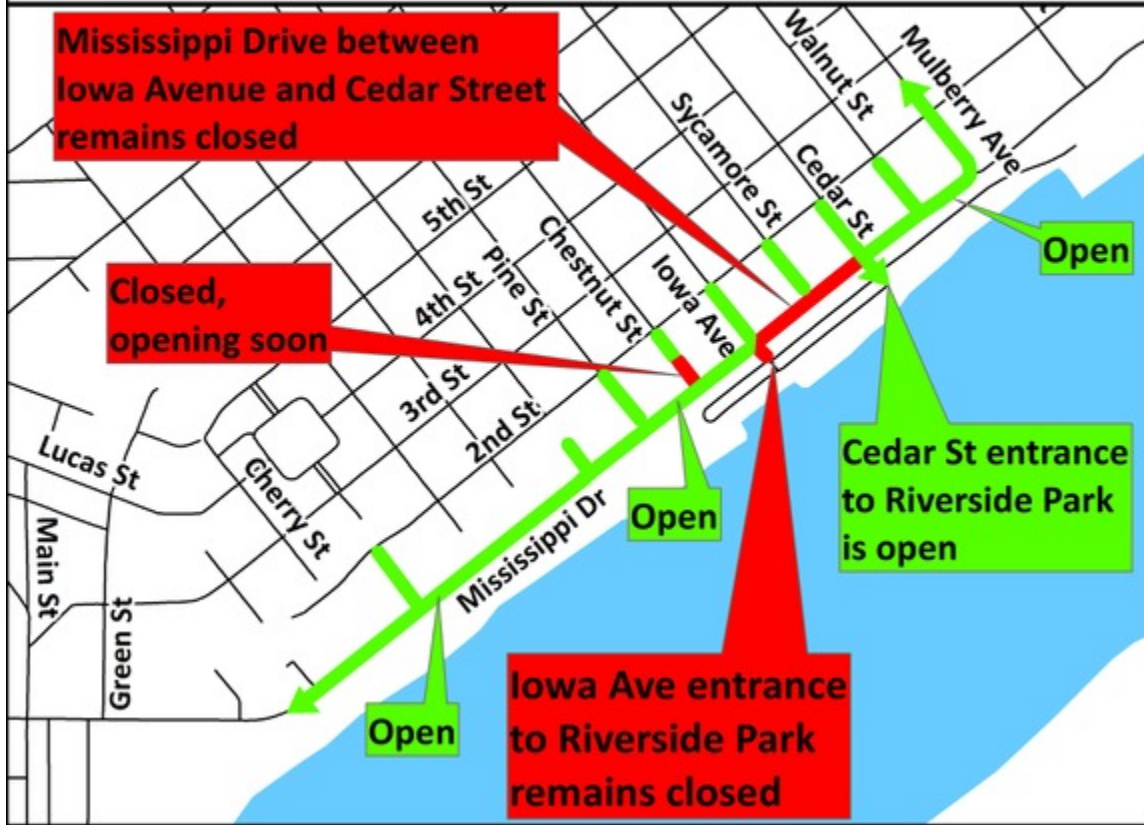 Mississippi Drive between
Iowa Avenue and Cedar Street
remains closed
Walnut St
Mulberry Ave
Sycamore St
Cedar St
5th St
Chestnut St
Iowa Ave
Pine St
4th St
3rd St
2nd St
Open
Closed,
opening soon
Lucas St
Cherry St
Main St
Green St
Mississippi Dr
Open
Cedar St entrance
to Riverside Park
is open
Open
Iowa Ave entrance
to Riverside Park
remains closed